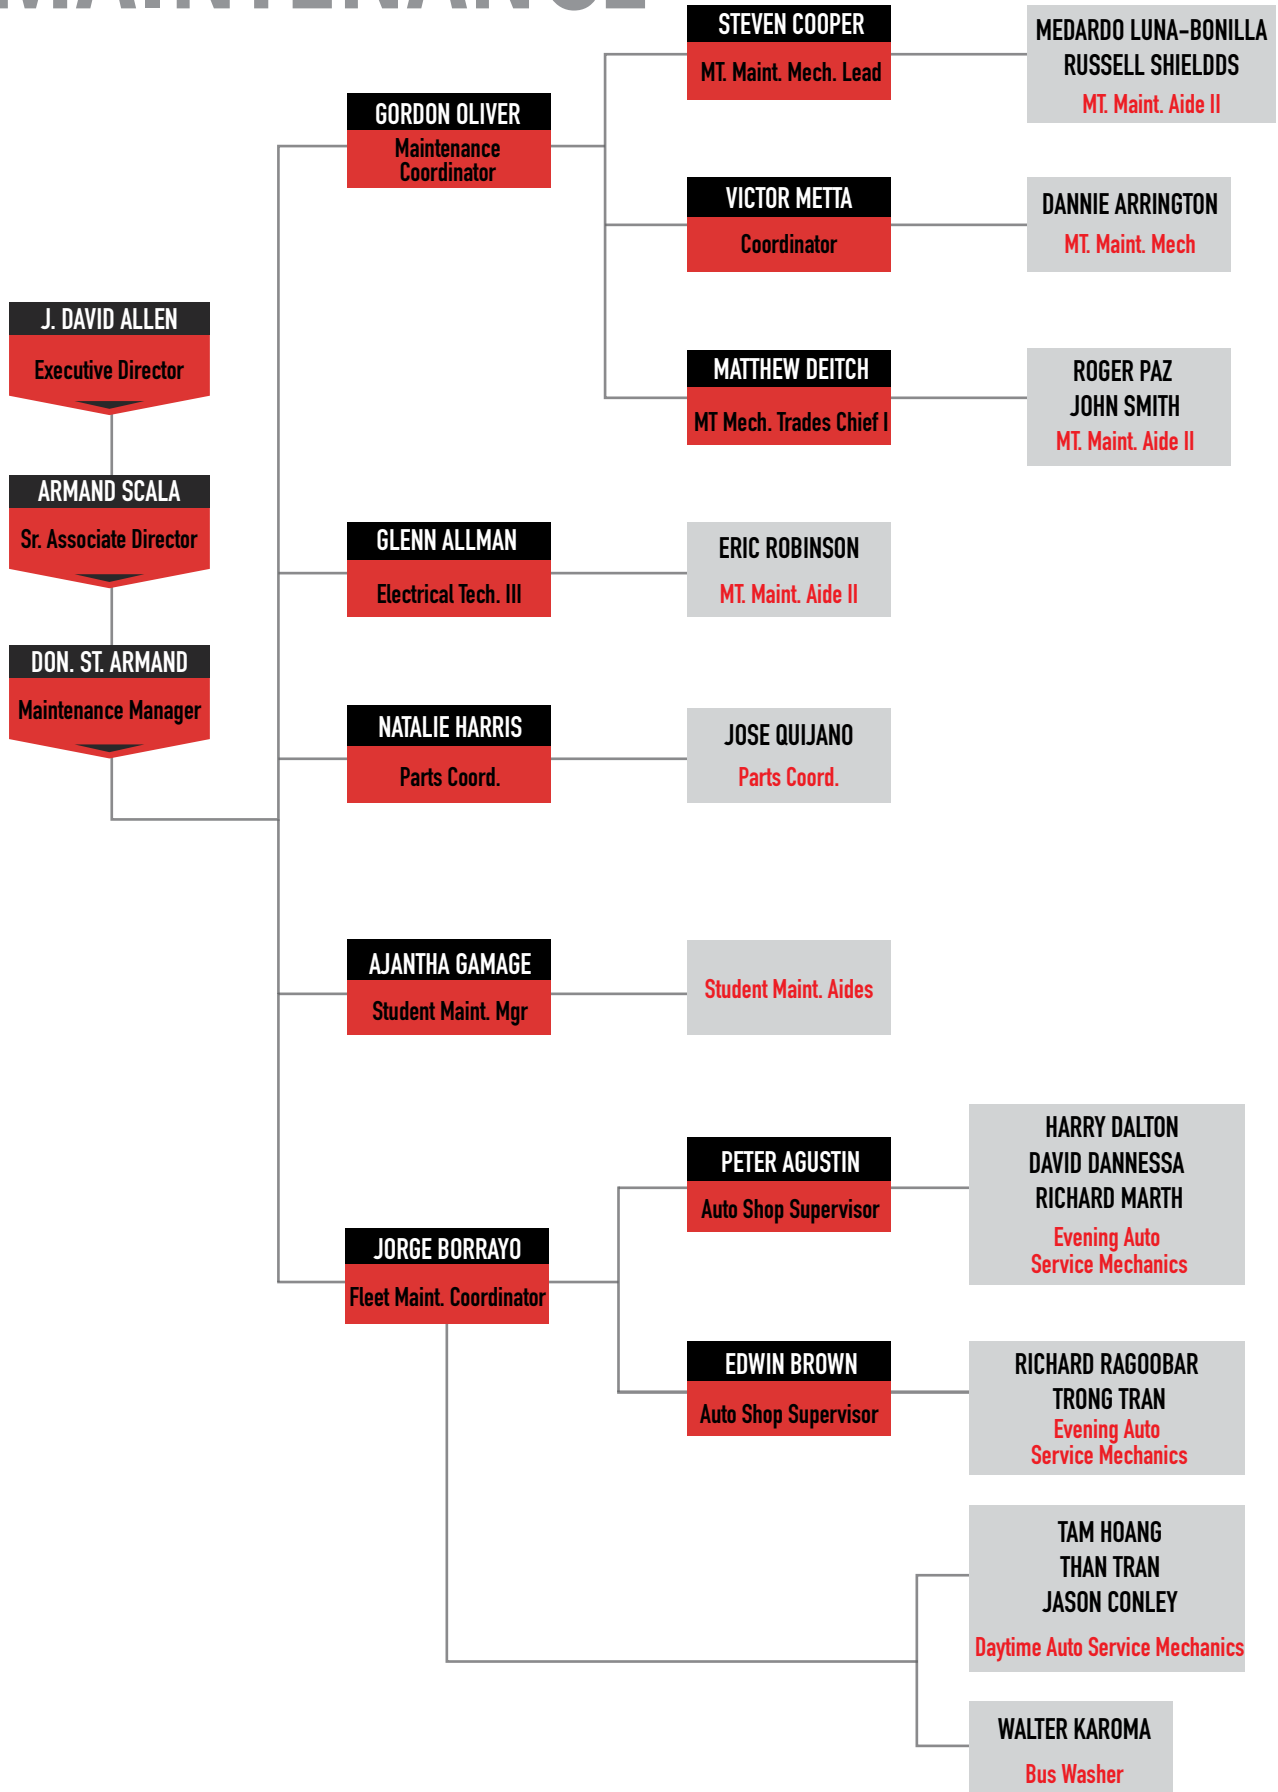 MAINTENANCE
STEVEN COOPER
MT. Maint. Mech. Lead
MEDARDO LUNA-BONILLA
RUSSELL SHIELDDS
MT. Maint. Aide II
GORDON OLIVER
Maintenance
Coordinator
VICTOR METTA
Coordinator
DANNIE ARRINGTON
MT. Maint. Mech
J. DAVID ALLEN
Executive Director
MATTHEW DEITCH
MT Mech. Trades Chief I
ROGER PAZ
JOHN SMITH
MT. Maint. Aide II
ARMAND SCALA
Sr. Associate Director
GLENN ALLMAN
Electrical Tech. III
ERIC ROBINSON
MT. Maint. Aide II
DON. ST. ARMAND
Maintenance Manager
NATALIE HARRIS
Parts Coord.
JOSE QUIJANO
Parts Coord.
AJANTHA GAMAGE
Student Maint. Mgr
Student Maint. Aides
PETER AGUSTIN
Auto Shop Supervisor
HARRY DALTON
DAVID DANNESSA
RICHARD MARTH
Evening Auto
Service Mechanics
JORGE BORRAYO
Fleet Maint. Coordinator
EDWIN BROWN
Auto Shop Supervisor
RICHARD RAGOOBAR
TRONG TRAN
Evening Auto
Service Mechanics
TAM HOANG
THAN TRAN
JASON CONLEY
Daytime Auto Service Mechanics
WALTER KAROMA
Bus Washer